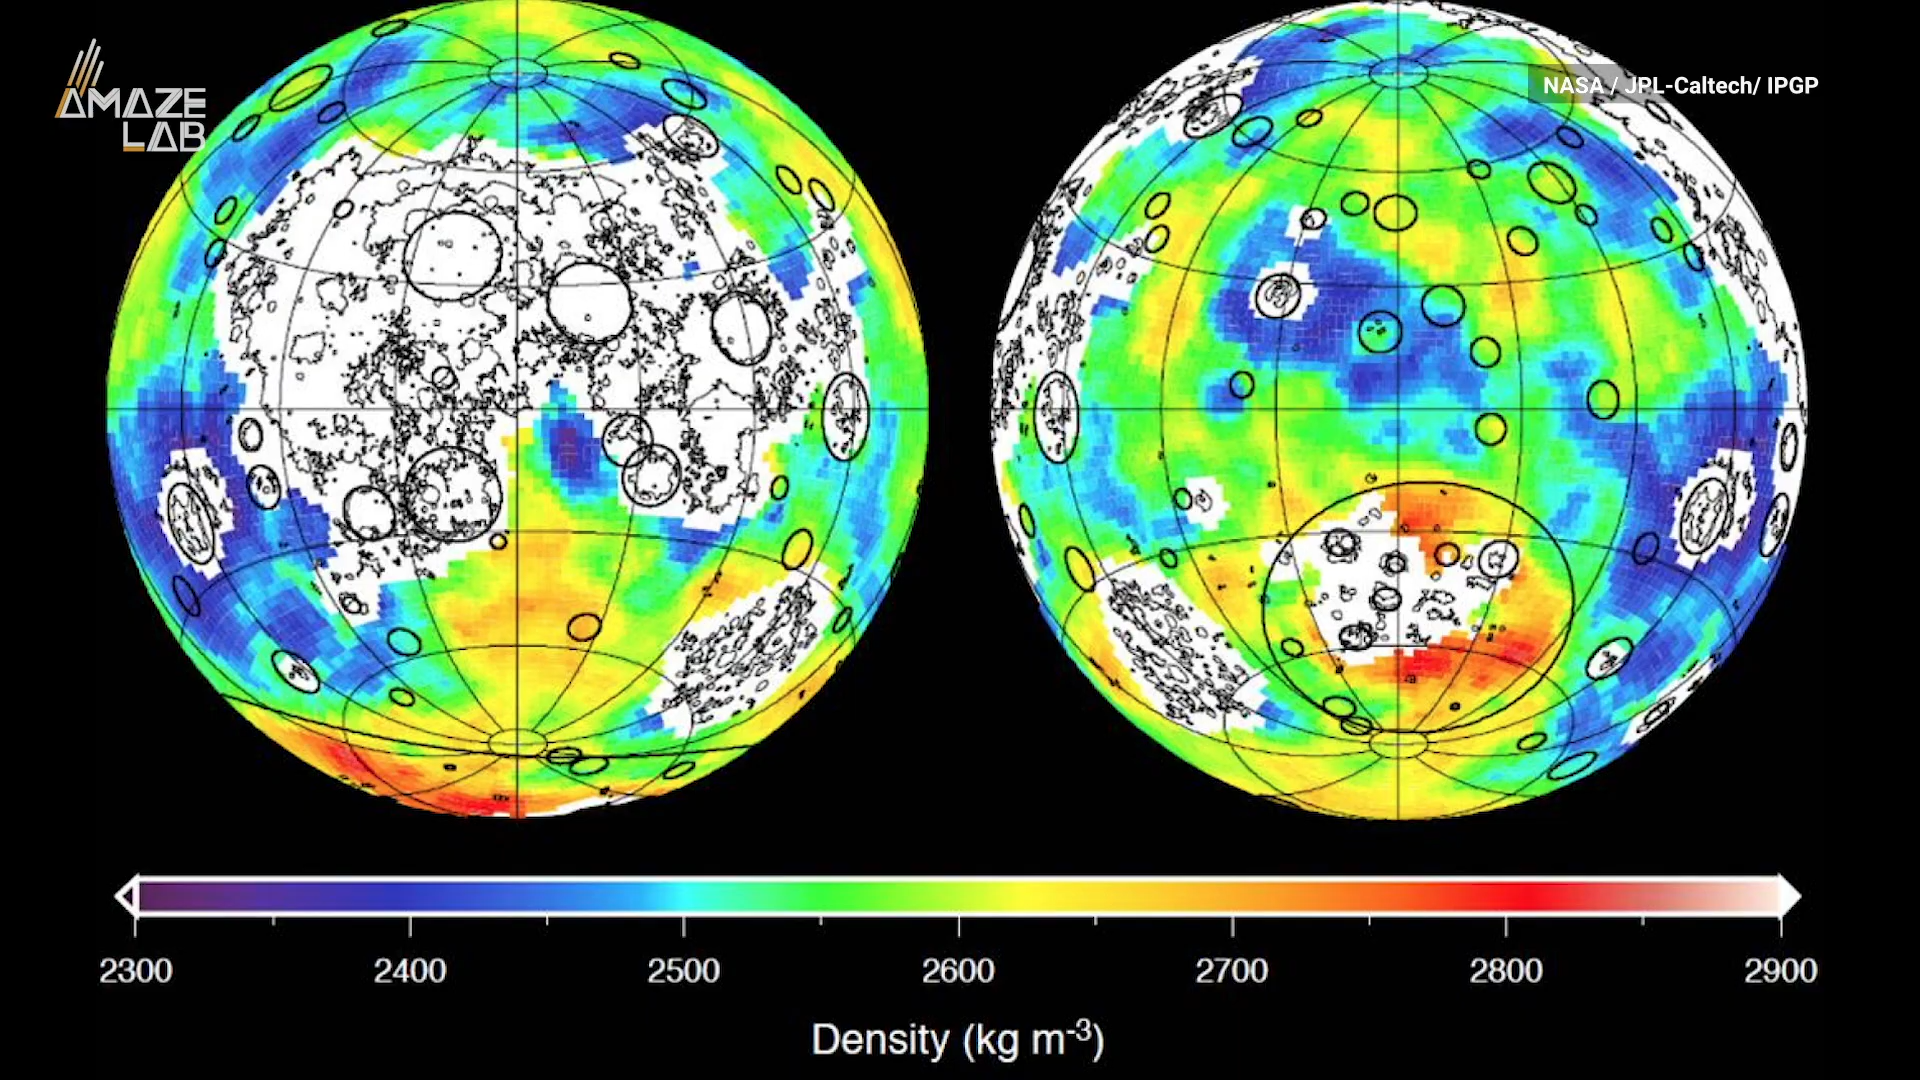 AMAZE
LAB
NASA / JPL-Caltech/ IPGP
2300 2400 2500 2600 2700 2800 2900
Density (kg m⁻³)